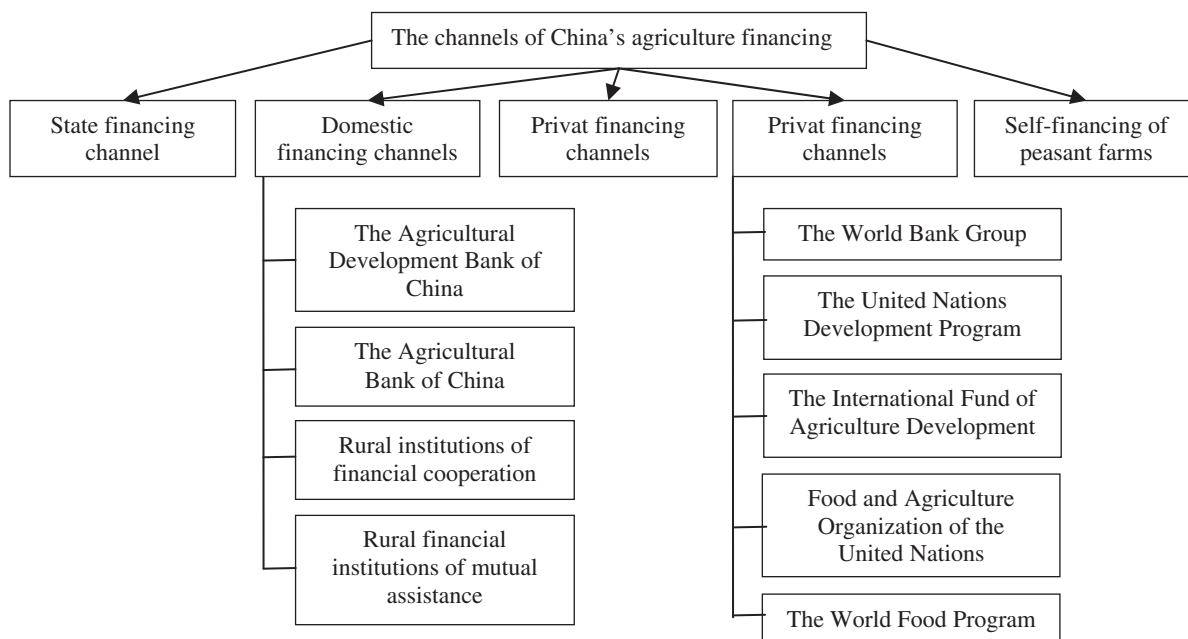 The channels of China’s agriculture financing
State financing
channel
Domestic
financing channels
Privat financing
channels
Privat financing
channels
Self-financing of
peasant farms
The Agricultural
Development Bank of
China
The Agricultural
Bank of China
Rural institutions of
financial cooperation
Rural financial
institutions of mutual
assistance
The World Bank Group
The United Nations
Development Program
The International Fund of
Agriculture Development
Food and Agriculture
Organization of the
United Nations
The World Food Program